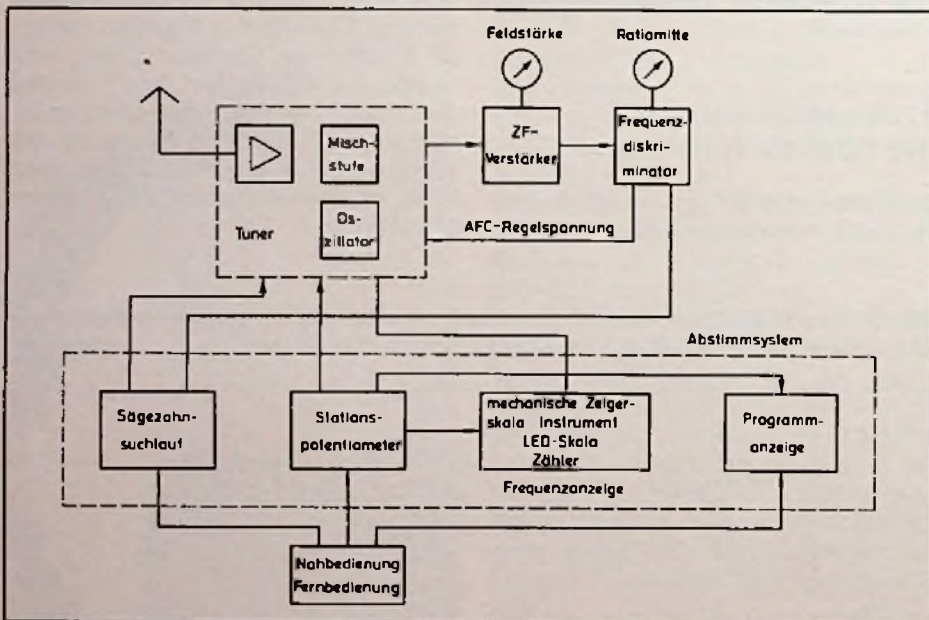 Feldstärke
Ratiomitte
Misch-
stufe
Os-
zillator
Tuner
ZF-
Verstärker
Frequenz-
diskri-
minator
AFC-Regelspannung
Abstimmsystem
Sägezahn-
suchlauf
Stations-
potentiometer
mechanische Zeiger-
skala Instrument
LED-Skala
Zähler
Frequenzanzeige
Programm-
anzeige
Nahbedienung
Fernbedienung